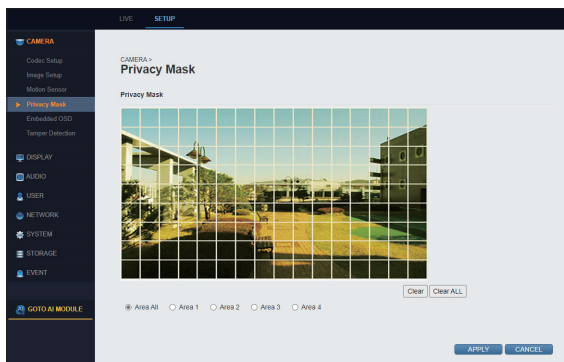 LIVE SETUP
CAMERA
Codec Setup
Image Setup
Motion Sensor
Privacy Mask
Embedded OSD
Tamper Detection
DISPLAY
AUDIO
USER
NETWORK
SYSTEM
STORAGE
EVENT
GOTO AI MODULE
CAMERA >
Privacy Mask
Privacy Mask
Clear Clear ALL
Area All Area 1 Area 2 Area 3 Area 4
APPLY CANCEL